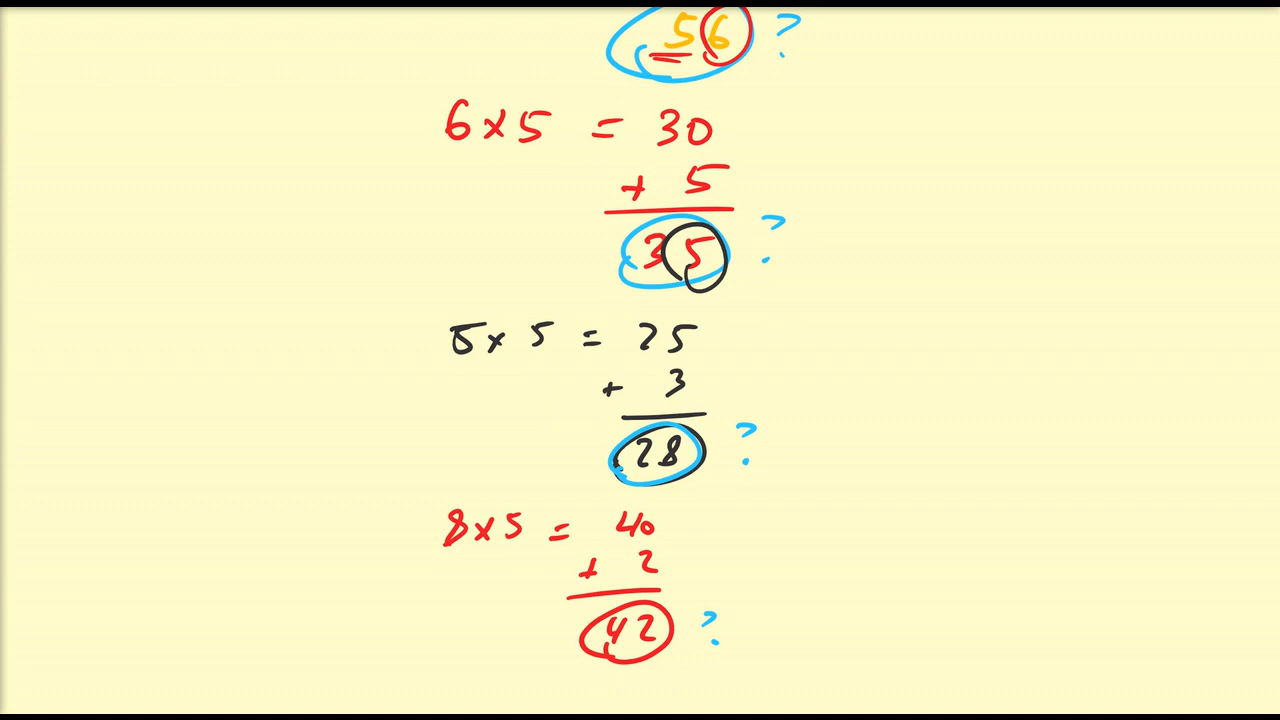 56 ?
6 x 5 = 30
+ 5
35 ?
5 x 5 = 25
+ 3
28 ?
8 x 5 = 40
+ 2
42 ?